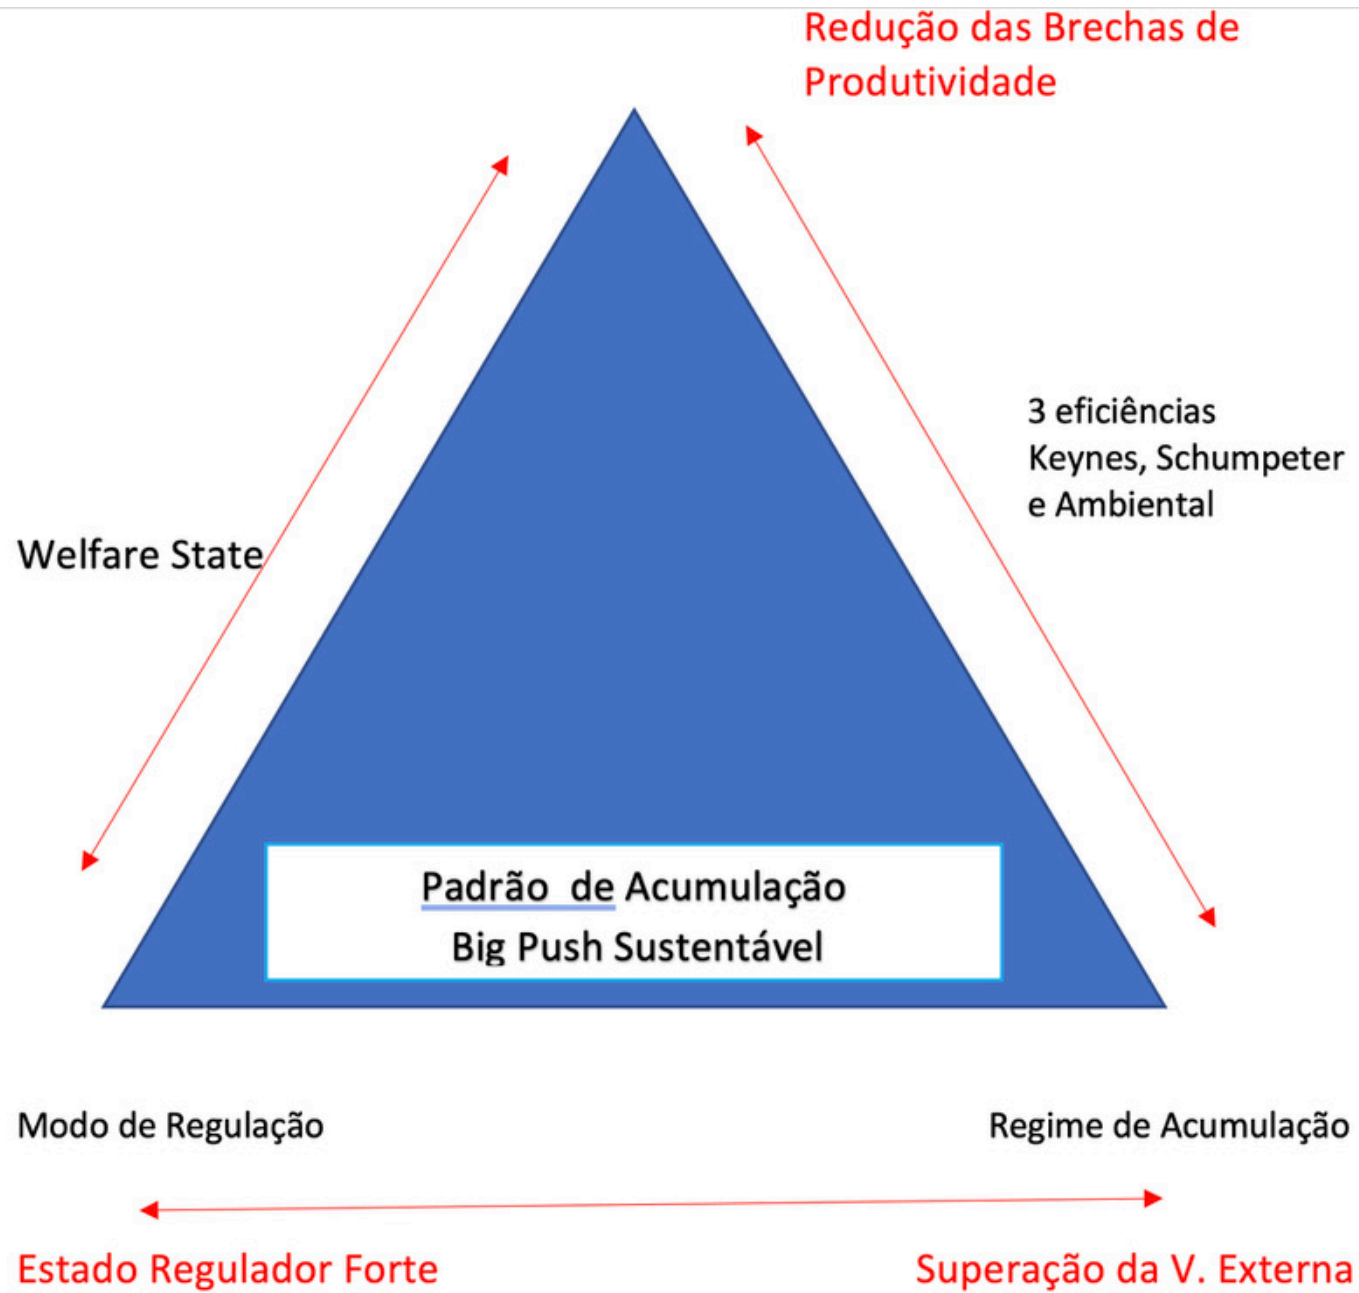 Redução das Brechas de
Produtividade
3 eficiências
Keynes, Schumpeter
e Ambiental
Welfare State
Padrão de Acumulação
Big Push Sustentável
Modo de Regulação
Regime de Acumulação
Estado Regulador Forte
Superação da V. Externa